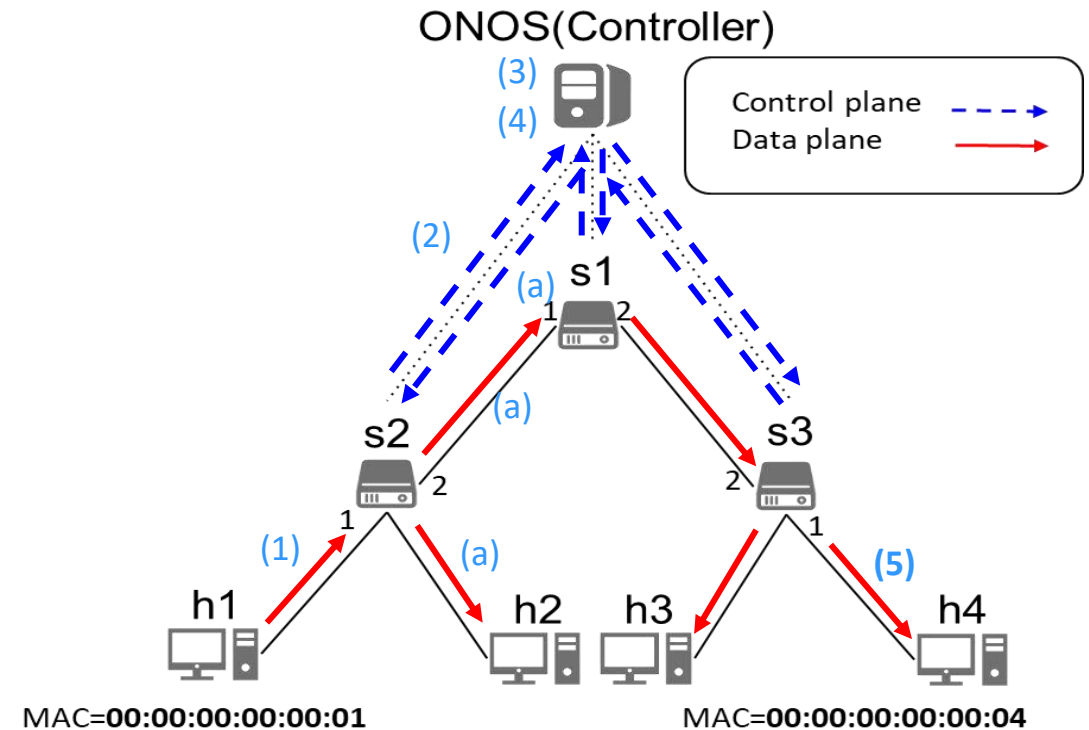 ONOS(Controller)
(3)
(4)
Control plane
Data plane
(2)
s1
(a)
1 2
(a)
s2
s3
2
2
1
1
(1)
(a)
(5)
h1
h2
h3
h4
MAC=00:00:00:00:00:01
MAC=00:00:00:00:00:04